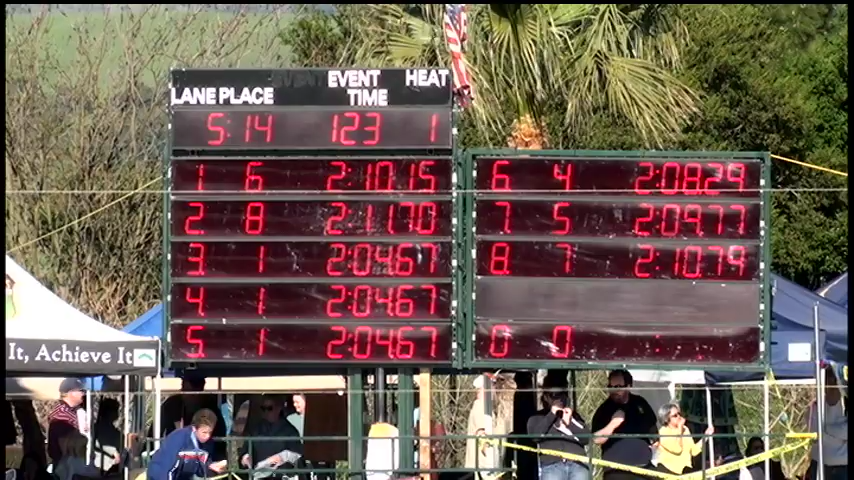 EVENT HEAT
LANE PLACE TIME
5:14 123 1
1 6 2:10.15
2. 8 2:11.70
3. 1 2:04.67
4. 1 2:04.67
5. 1 2:04.67
6. 4 2:08.29
7. 5 2:09.77
8. 7 2:10.79
0 0 : .
It, Achieve It